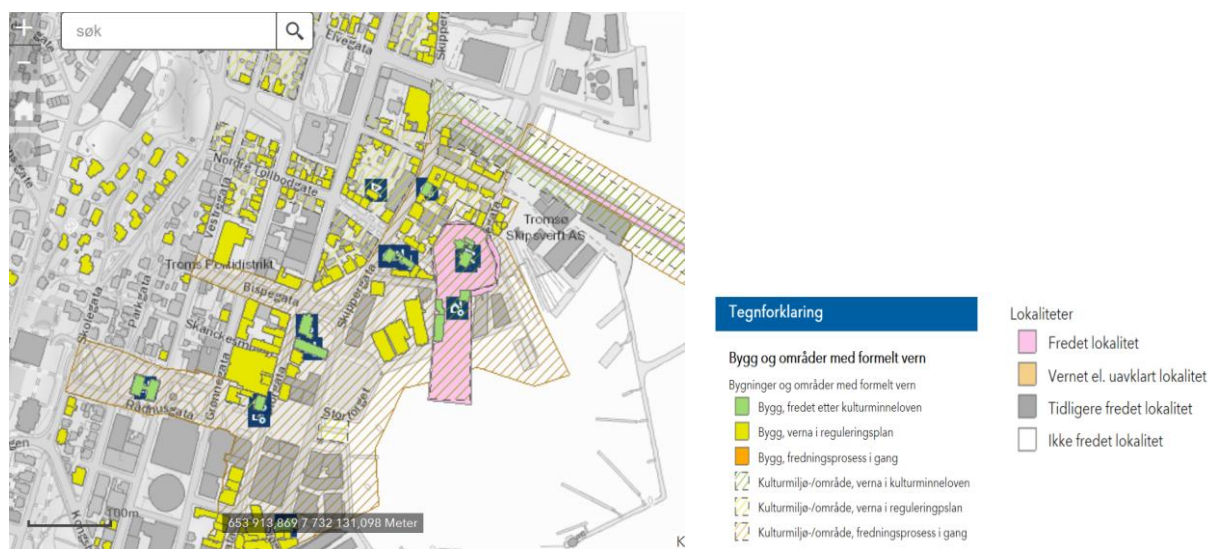 søk
Elvegata
Skipperg
Nordre Tollbodgate
Vestregata
Tromsø
Skipsverft AS
Troms Politidistrikt
Bispegata
Skippergata
Skolegata
Parkgata
Grønnegata
Storgata
Rådhusgata
Stortorget
100m
653 913,869 7 732 131,098 Meter
K
Tegnforklaring
Bygg og områder med formelt vern
Bygninger og områder med formelt vern
Bygg, fredet etter kulturminneloven
Bygg, verna i reguleringsplan
Bygg, fredningsprosess i gang
Kulturmiljø-/område, verna i kulturminneloven
Kulturmiljø-/område, verna i reguleringsplan
Kulturmiljø-/område, fredningsprosess i gang
Lokaliteter
Fredet lokalitet
Vernet el. uavklart lokalitet
Tidligere fredet lokalitet
Ikke fredet lokalitet